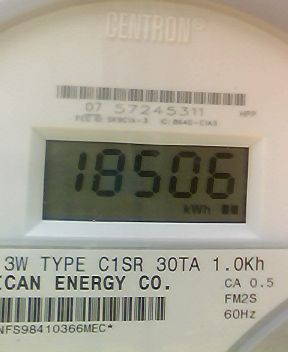 CENTRON®
07 57245311 HPP
18506
kWh
3W TYPE C1SR 30TA 1.0Kh
ICAN ENERGY CO. CA 0.5
FM2S
NFS98410366MEC* 60Hz